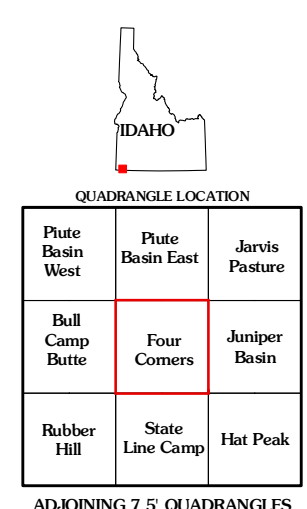 IDAHO
QUADRANGLE LOCATION
Piute
Basin
West
Piute
Basin East
Jarvis
Pasture
Bull
Camp
Butte
Four
Corners
Juniper
Basin
Rubber
Hill
State
Line Camp
Hat Peak
ADJOINING 7.5' QUADRANGLES